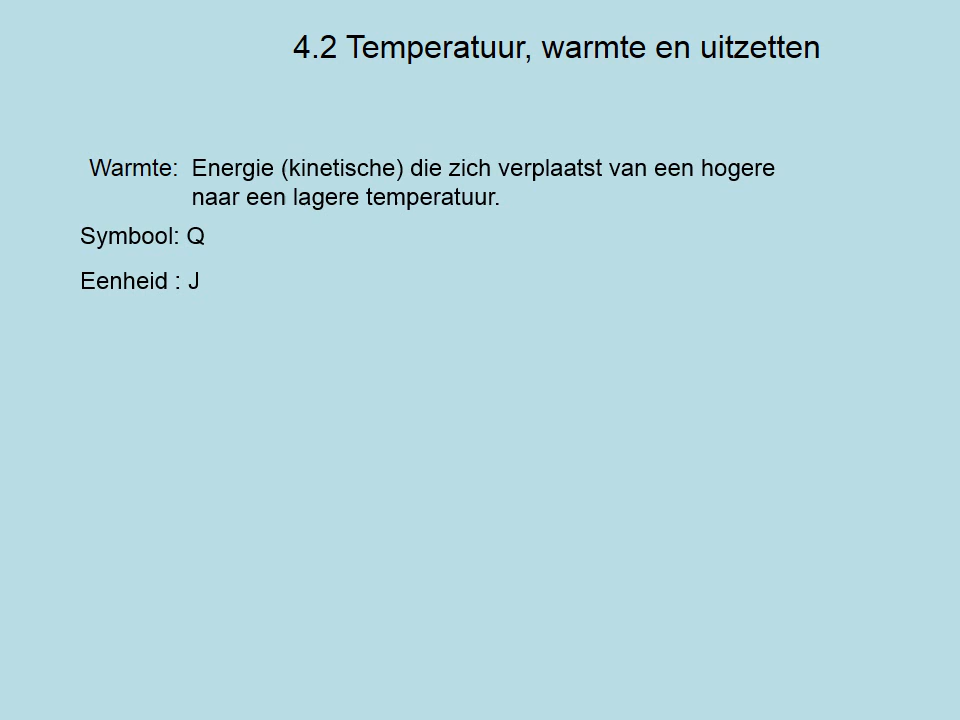 4.2 Temperatuur, warmte en uitzetten
Warmte: Energie (kinetische) die zich verplaatst van een hogere
naar een lagere temperatuur.
Symbool: Q
Eenheid : J